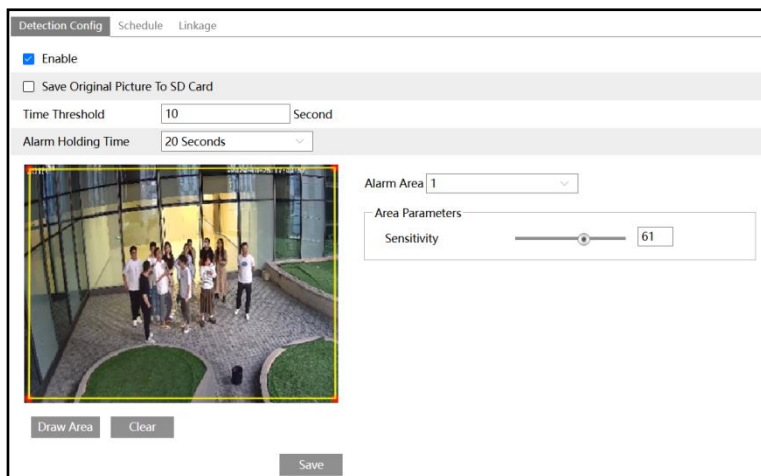 Detection Config Schedule Linkage
Enable
Save Original Picture To SD Card
Time Threshold 10 Second
Alarm Holding Time 20 Seconds
Alarm Area 1
Area Parameters
Sensitivity 61
Draw Area Clear
Save